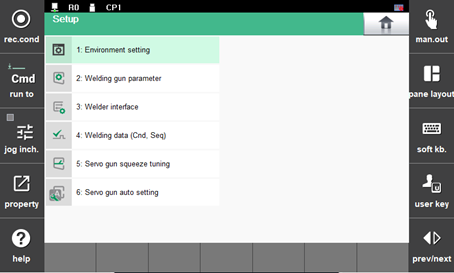 R0 CP1
Setup
rec.cond
Cmd
run to
jog inch.
property
help
1: Environment setting
2: Welding gun parameter
3: Welder interface
4: Welding data (Cnd, Seq)
5: Servo gun squeeze tuning
6: Servo gun auto setting
man.out
pane layout
soft kb.
user key
prev/next